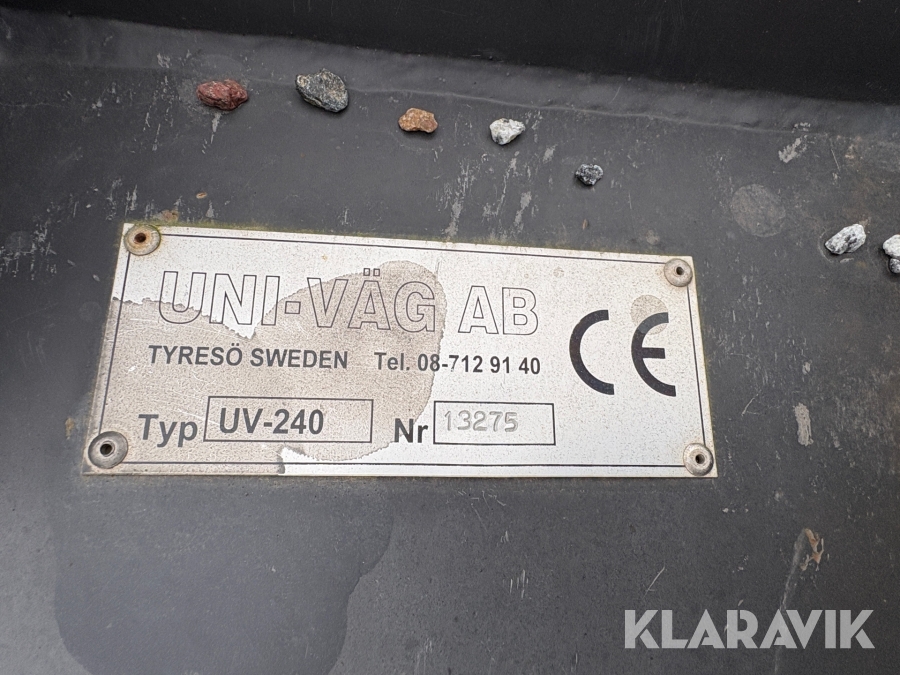 UNI-VÄG AB
TYRESÖ SWEDEN Tel. 08-712 91 40
CE
Typ UV-240 Nr 13275
KLARAVIK